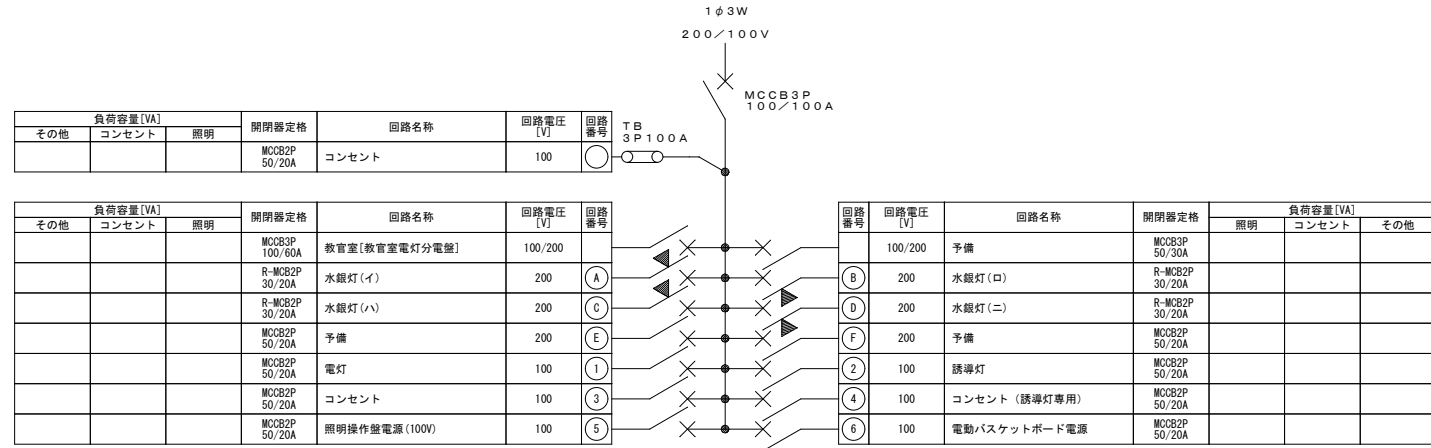 1φ3W
200/100V
MCCB3P
100/100A
TB
3P100A
負荷容量[VA] 開閉器定格 回路名称 回路電圧[V] 回路番号
その他 コンセント 照明
MCCB2P 50/20A コンセント 100
負荷容量[VA] 開閉器定格 回路名称 回路電圧[V] 回路番号
その他 コンセント 照明
MCCB3P 100/60A 教官室[教官室電灯分電盤] 100/200
R-MCB2P 30/20A 水銀灯(イ) 200 A
R-MCB2P 30/20A 水銀灯(ハ) 200 C
MCCB2P 50/20A 予備 200 E
MCCB2P 50/20A 電灯 100 1
MCCB2P 50/20A コンセント 100 3
MCCB2P 50/20A 照明操作盤電源(100V) 100 5
回路番号 回路電圧[V] 回路名称 開閉器定格 負荷容量[VA]
照明 コンセント その他
100/200 予備 MCCB3P 50/30A
B 200 水銀灯(ロ) R-MCB2P 30/20A
D 200 水銀灯(ニ) R-MCB2P 30/20A
F 200 予備 MCCB2P 50/20A
2 100 誘導灯 MCCB2P 50/20A
4 100 コンセント(誘導灯専用) MCCB2P 50/20A
6 100 電動バスケットボード電源 MCCB2P 50/20A